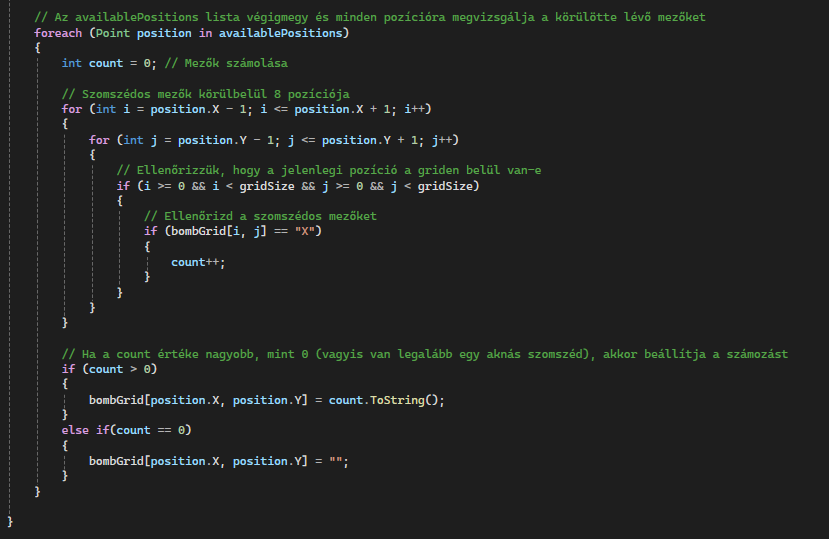 // Az availablePositions lista végigmegy és minden pozícióra megvizsgálja a körülötte lévő mezőket
foreach (Point position in availablePositions)
{
int count = 0; // Mezők számolása
// Szomszédos mezők körülbelül 8 pozíciója
for (int i = position.X - 1; i <= position.X + 1; i++)
{
for (int j = position.Y - 1; j <= position.Y + 1; j++)
{
// Ellenőrizzük, hogy a jelenlegi pozíció a griden belül van-e
if (i >= 0 && i < gridSize && j >= 0 && j < gridSize)
{
// Ellenőrizd a szomszédos mezőket
if (bombGrid[i, j] == "X")
{
count++;
}
}
}
}
// Ha a count értéke nagyobb, mint 0 (vagyis van legalább egy aknás szomszéd), akkor beállítja a számozást
if (count > 0)
{
bombGrid[position.X, position.Y] = count.ToString();
}
else if(count == 0)
{
bombGrid[position.X, position.Y] = "";
}
}
}